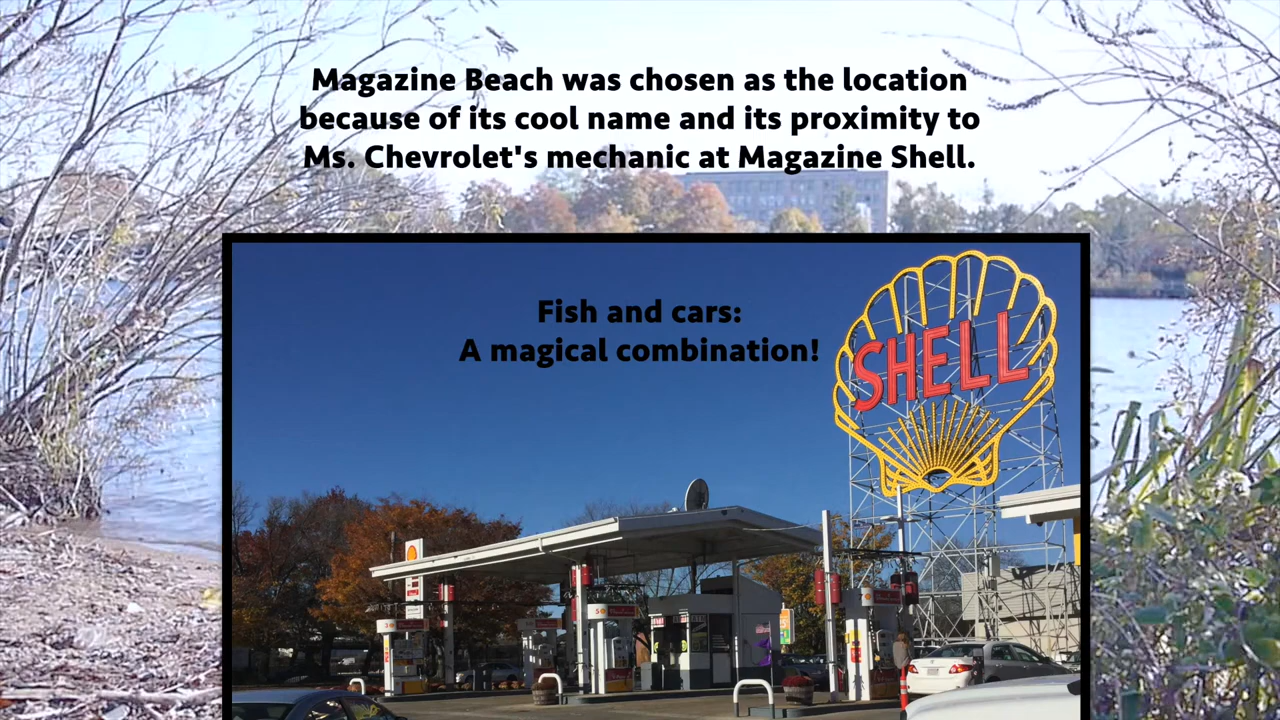 Magazine Beach was chosen as the location
because of its cool name and its proximity to
Ms. Chevrolet's mechanic at Magazine Shell.
Fish and cars:
A magical combination!
SHELL